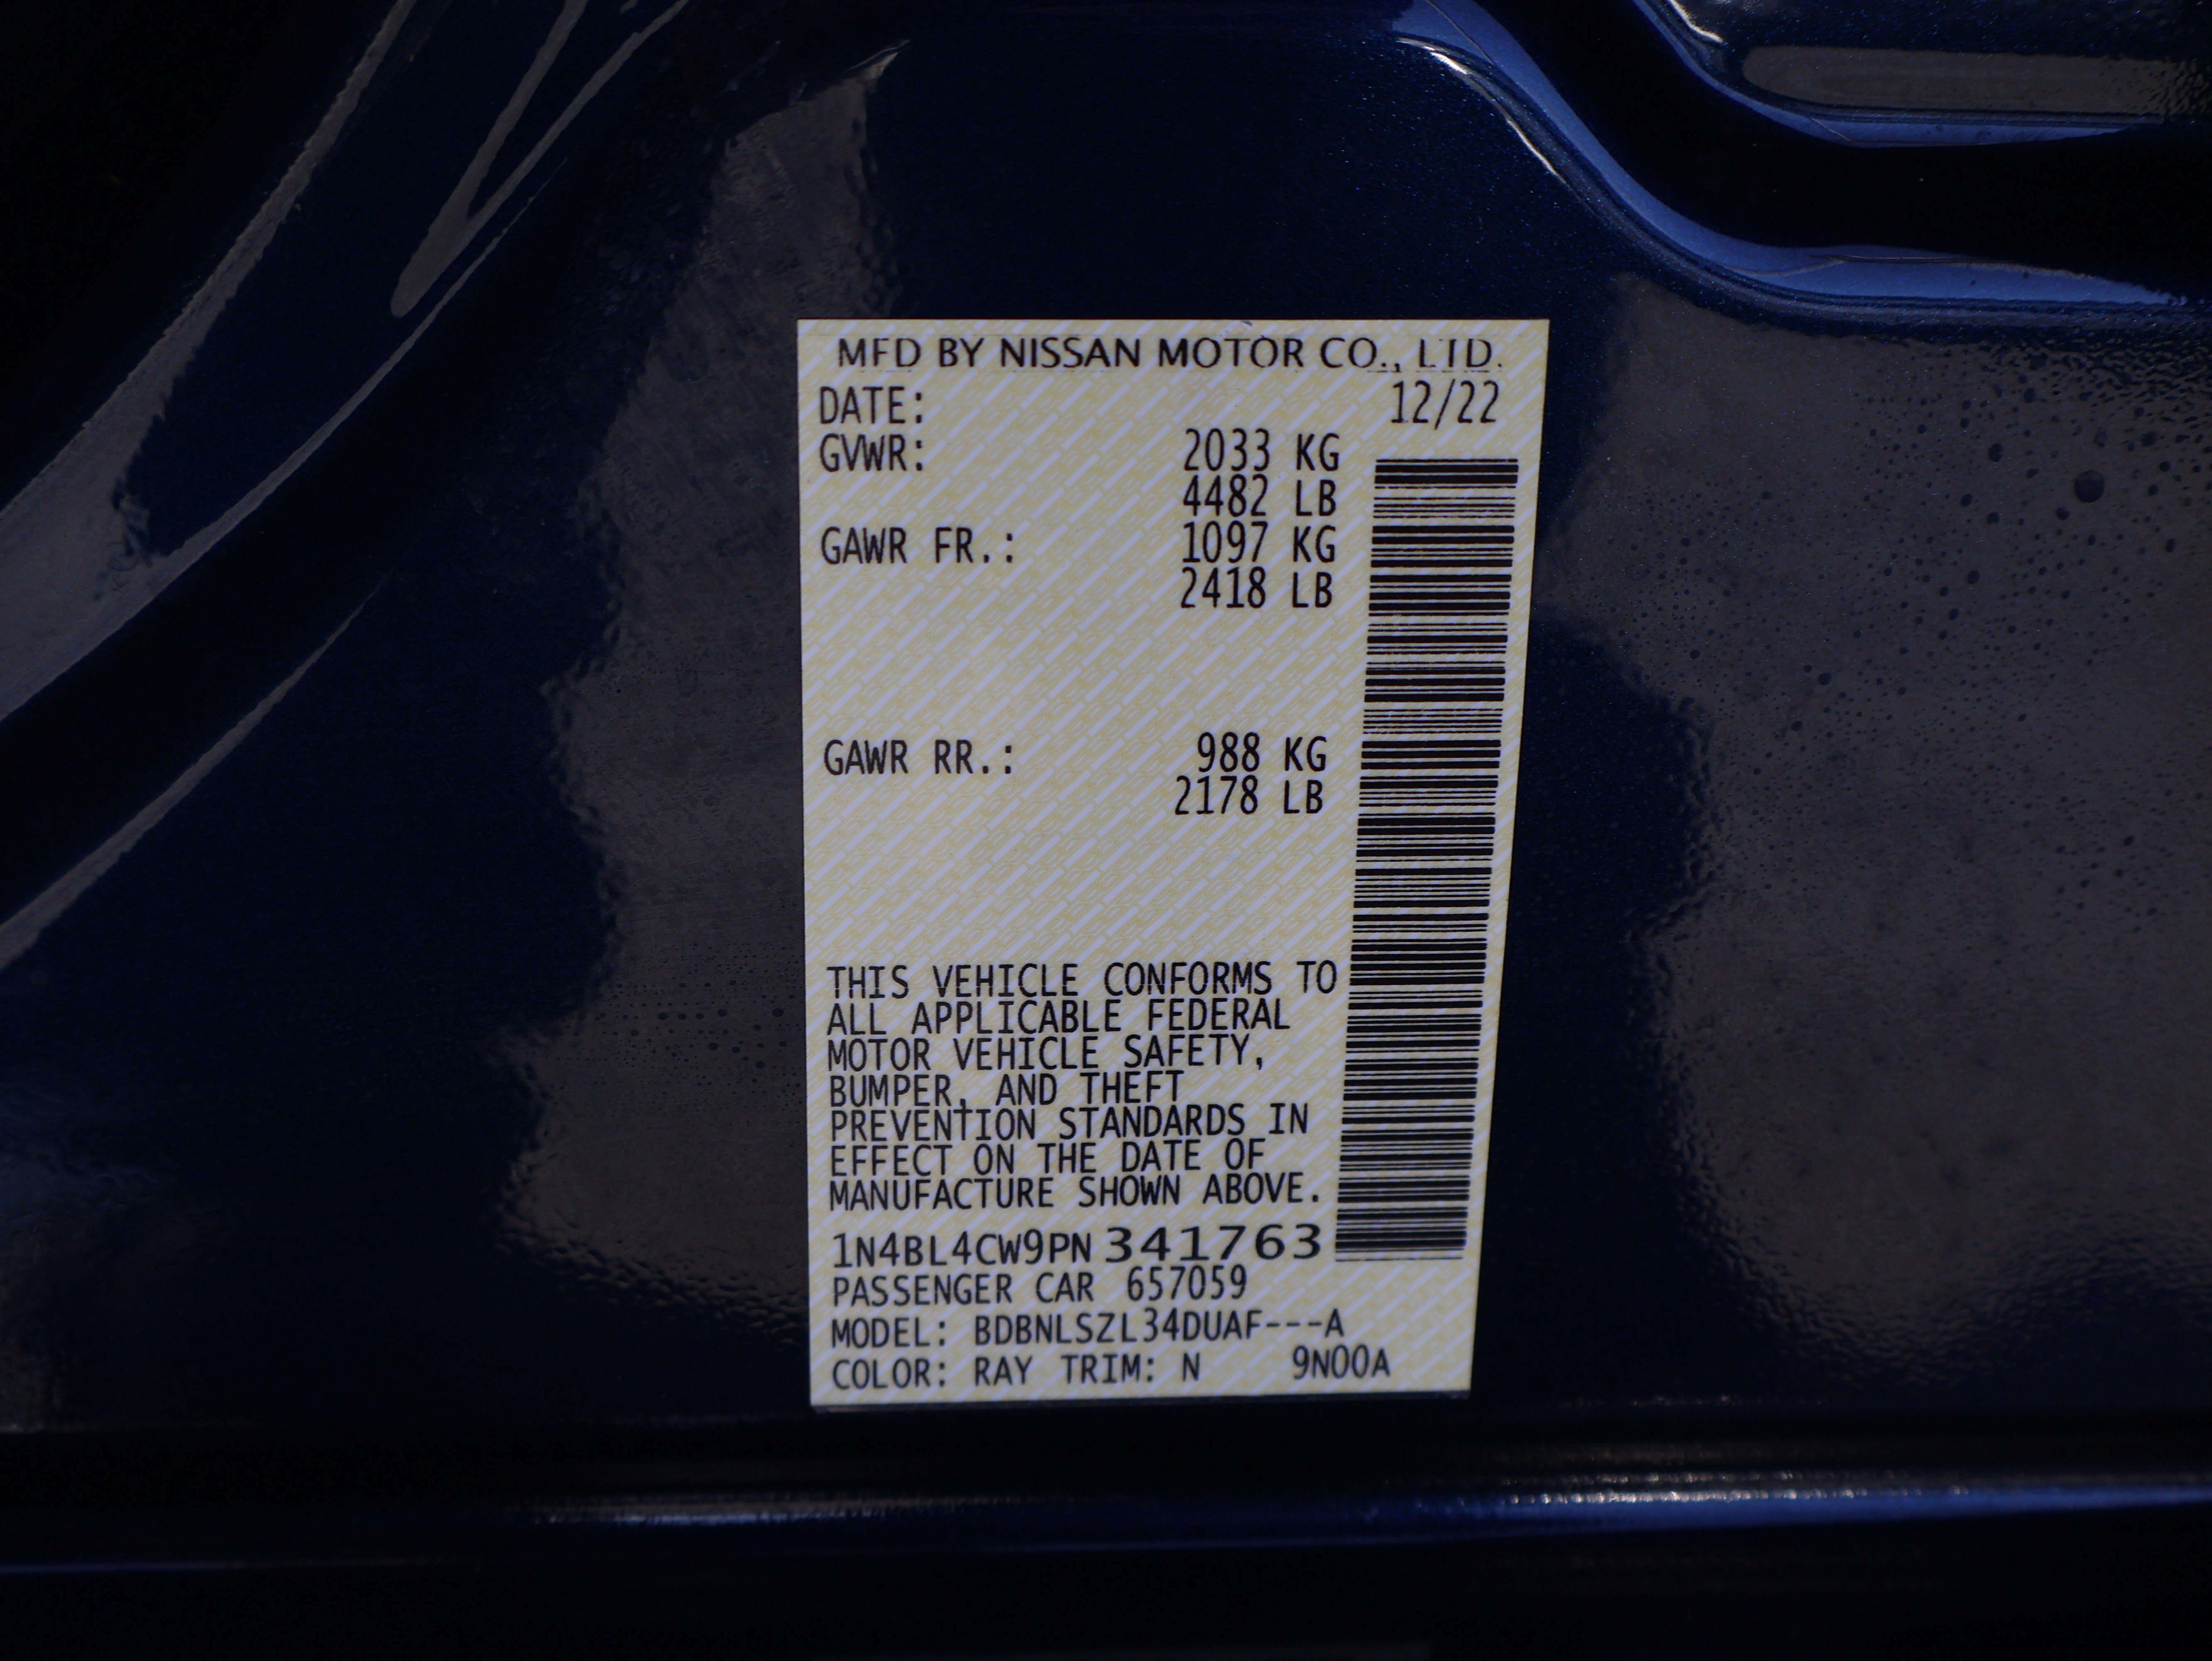 MFD BY NISSAN MOTOR CO., LTD.
DATE: 12/22
GVWR: 2033 KG
4482 LB
GAWR FR.: 1097 KG
2418 LB
GAWR RR.: 988 KG
2178 LB
THIS VEHICLE CONFORMS TO
ALL APPLICABLE FEDERAL
MOTOR VEHICLE SAFETY,
BUMPER, AND THEFT
PREVENTION STANDARDS IN
EFFECT ON THE DATE OF
MANUFACTURE SHOWN ABOVE.
1N4BL4CW9PN341763
PASSENGER CAR 657059
MODEL: BDBNLSZL34DUAF---A
COLOR: RAY TRIM: N 9N00A